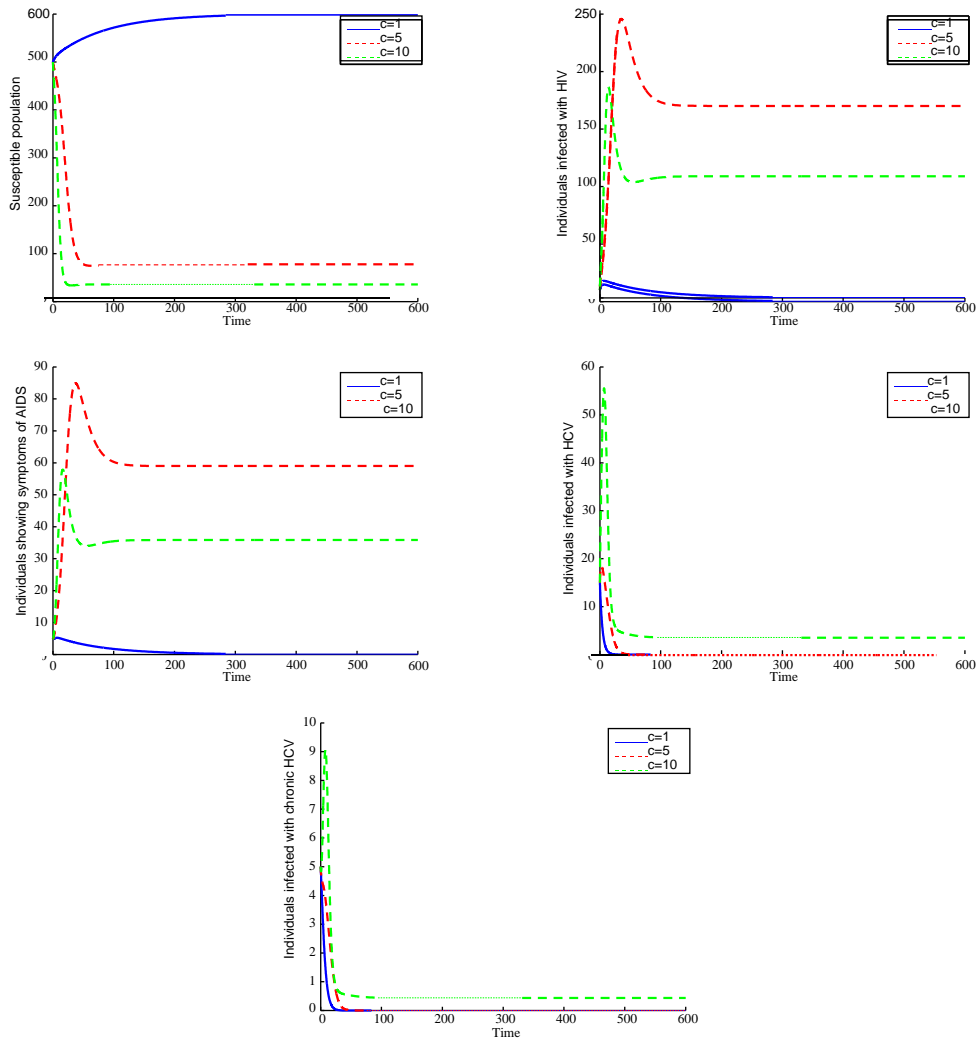 Susceptible population
600
500
400
300
200
100
0 100 200 300 400 500 600
Time
c=1
c=5
c=10
Individuals infected with HIV
250
200
150
100
50
0 100 200 300 400 500 600
Time
c=1
c=5
c=10
Individuals showing symptoms of AIDS
90
80
70
60
50
40
30
20
10
0 100 200 300 400 500 600
Time
c=1
c=5
c=10
Individuals infected with HCV
60
50
40
30
20
10
0 100 200 300 400 500 600
Time
c=1
c=5
c=10
Individuals infected with chronic HCV
10
9
8
7
6
5
4
3
2
1
0
0 100 200 300 400 500 600
Time
c=1
c=5
c=10